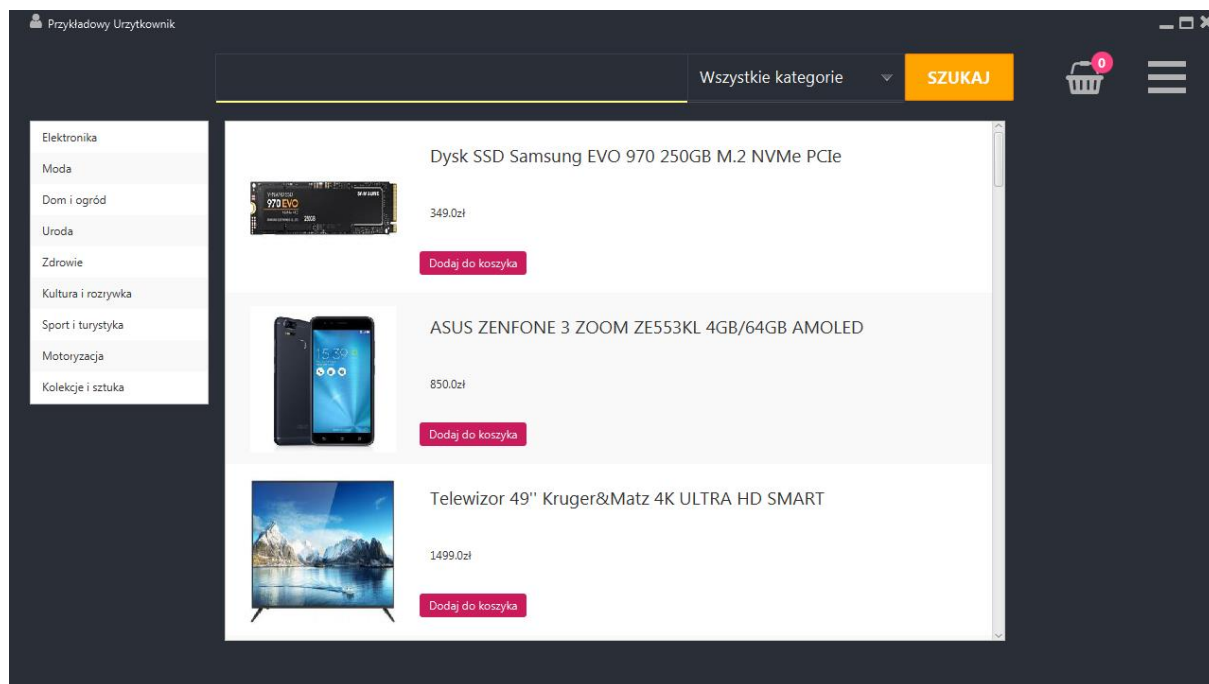 Przykładowy Urzytkownik
Wszystkie kategorie
SZUKAJ
0
Elektronika
Moda
Dom i ogród
Uroda
Zdrowie
Kultura i rozrywka
Sport i turystyka
Motoryzacja
Kolekcje i sztuka
Dysk SSD Samsung EVO 970 250GB M.2 NVMe PCIe
970 EVO
349.0zł
Dodaj do koszyka
ASUS ZENFONE 3 ZOOM ZE553KL 4GB/64GB AMOLED
15:39
850.0zł
Dodaj do koszyka
Telewizor 49'' Kruger&Matz 4K ULTRA HD SMART
1499.0zł
Dodaj do koszyka